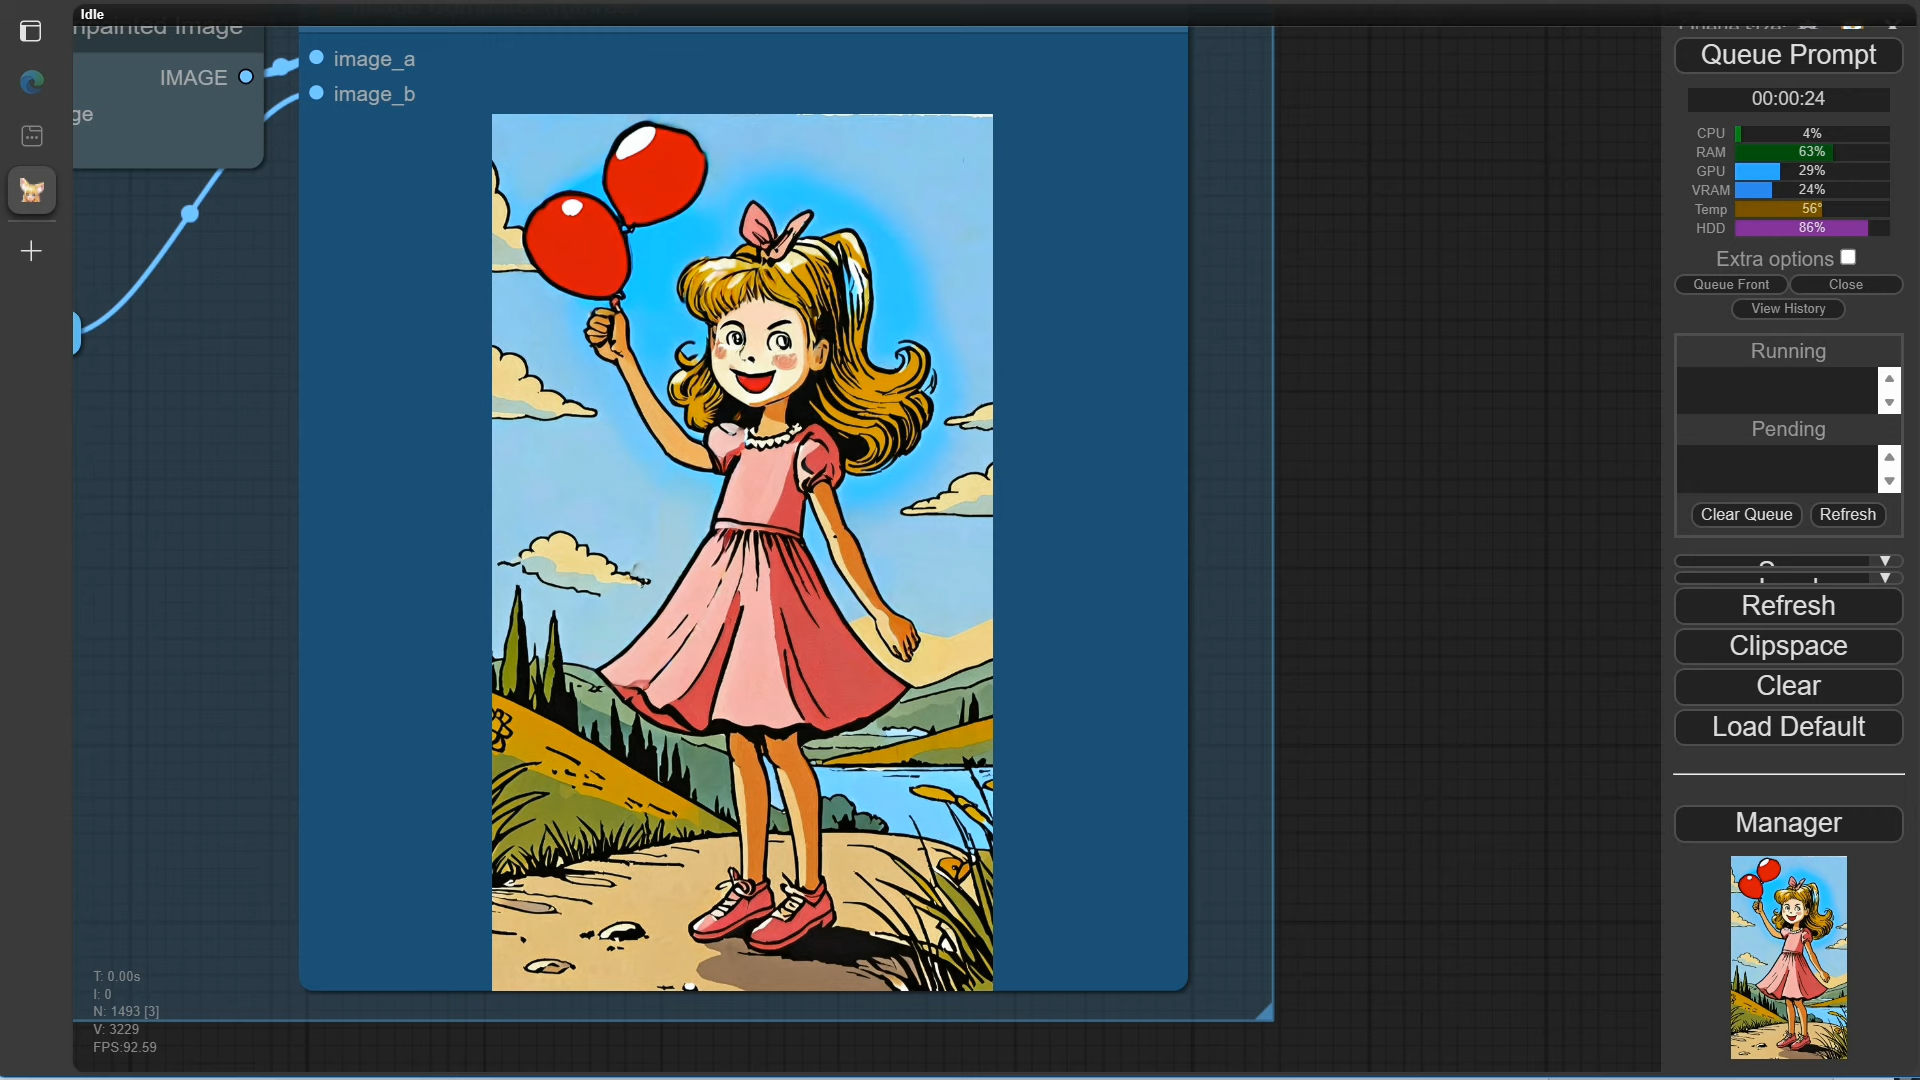 Idle
IMAGE
ge
image_a
image_b
Queue Prompt
00:00:24
CPU 4%
RAM 63%
GPU 29%
VRAM 24%
Temp 56°
HDD 86%
Extra options
Queue Front Close
View History
Running
Pending
Clear Queue Refresh
Refresh
Clipspace
Clear
Load Default
Manager
T: 0.00s
I: 0
N: 1493 [3]
V: 3229
FPS:92.59